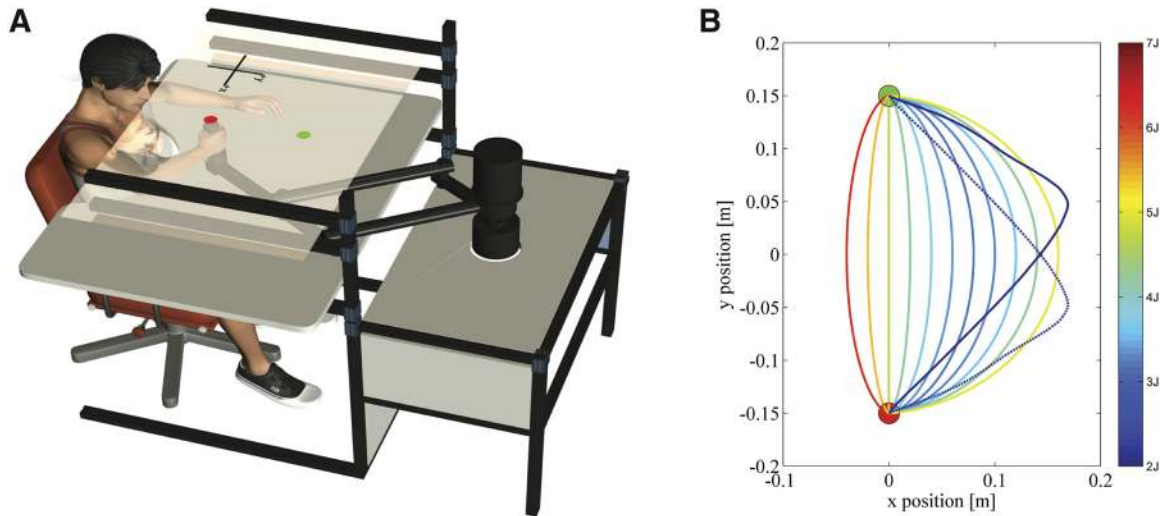 A
x
B
0.2
0.15
0.1
0.05
0
-0.05
-0.1
-0.15
-0.2
y position [m]
-0.1
0
0.1
0.2
x position [m]
7J
6J
5J
4J
3J
2J